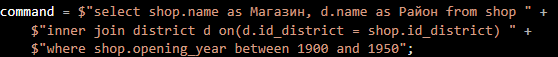 command = $"select shop.name as Магазин, d.name as Район from shop " +
$"inner join district d on(d.id_district = shop.id_district) " +
$"where shop.opening_year between 1900 and 1950";